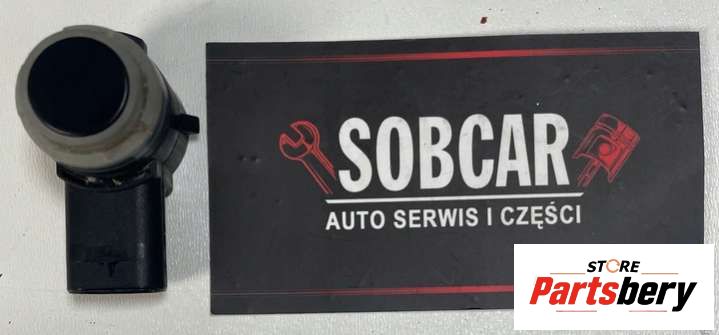 SOBCAR
AUTO SERWIS I CZĘŚCI
STORE
Partsbery